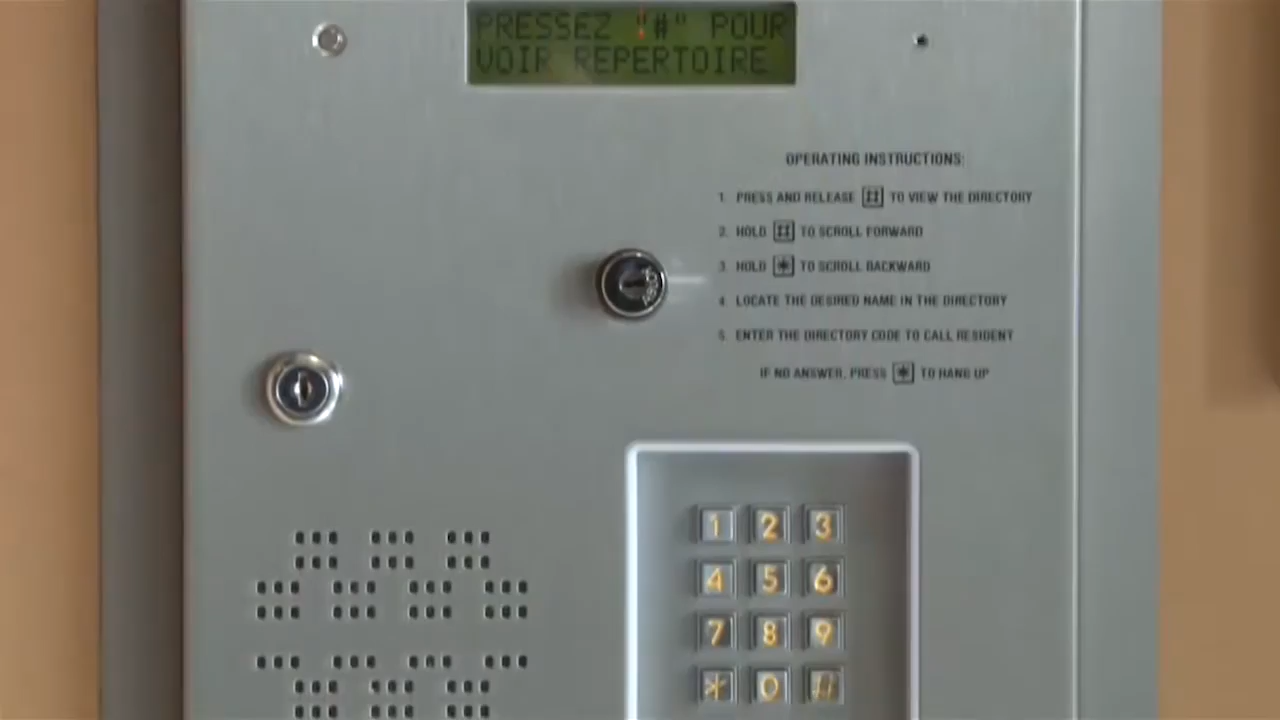 PRESSEZ "#" POUR
VOIR REPERTOIRE
OPERATING INSTRUCTIONS:
1. PRESS AND RELEASE # TO VIEW THE DIRECTORY
2. HOLD # TO SCROLL FORWARD
3. HOLD * TO SCROLL BACKWARD
4. LOCATE THE DESIRED NAME IN THE DIRECTORY
5. ENTER THE DIRECTORY CODE TO CALL RESIDENT
IF NO ANSWER, PRESS * TO HANG UP
1 2 3
4 5 6
7 8 9
* 0 #